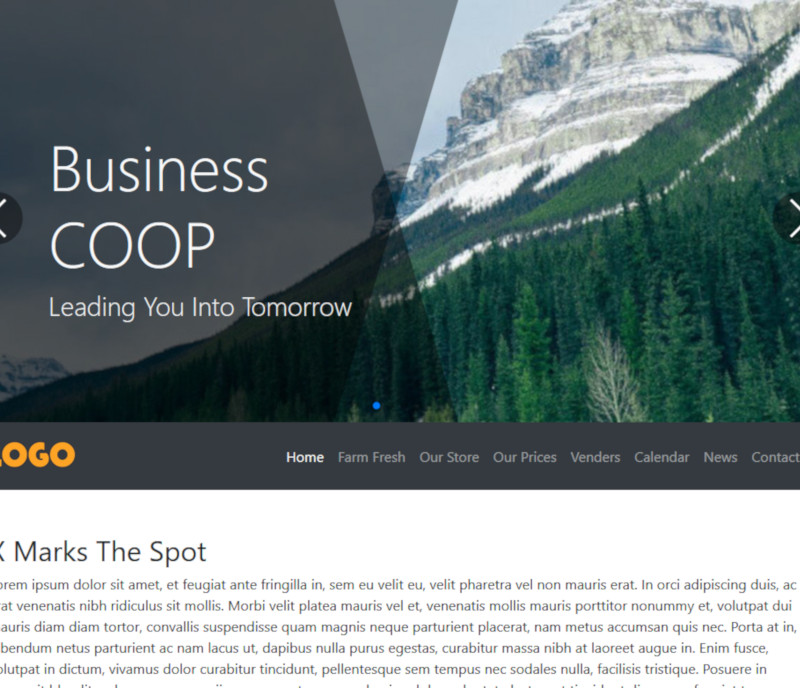 Business
COOP
Leading You Into Tomorrow
LOGO
Home Farm Fresh Our Store Our Prices Venders Calendar News Contact
X Marks The Spot
orem ipsum dolor sit amet, et feugiat ante fringilla in, sem eu velit eu, velit pharetra vel non mauris erat. In orci adipiscing duis, ac
rat venenatis nibh ridiculus sit mollis. Morbi velit platea mauris vel et, venenatis mollis mauris porttitor nonummy et, volutpat dui
auris diam diam tortor, convallis suspendisse quam magnis neque parturient placerat, nam metus accumsan quis nec. Porta at in,
bendum netus parturient ac nam lacus ut, dapibus nulla purus egestas, curabitur massa nibh at laoreet augue in. Enim fusce,
olutpat in dictum, vivamus dolor curabitur tincidunt, pellentesque sem tempus nec sodales nulla, facilisis tristique. Posuere in